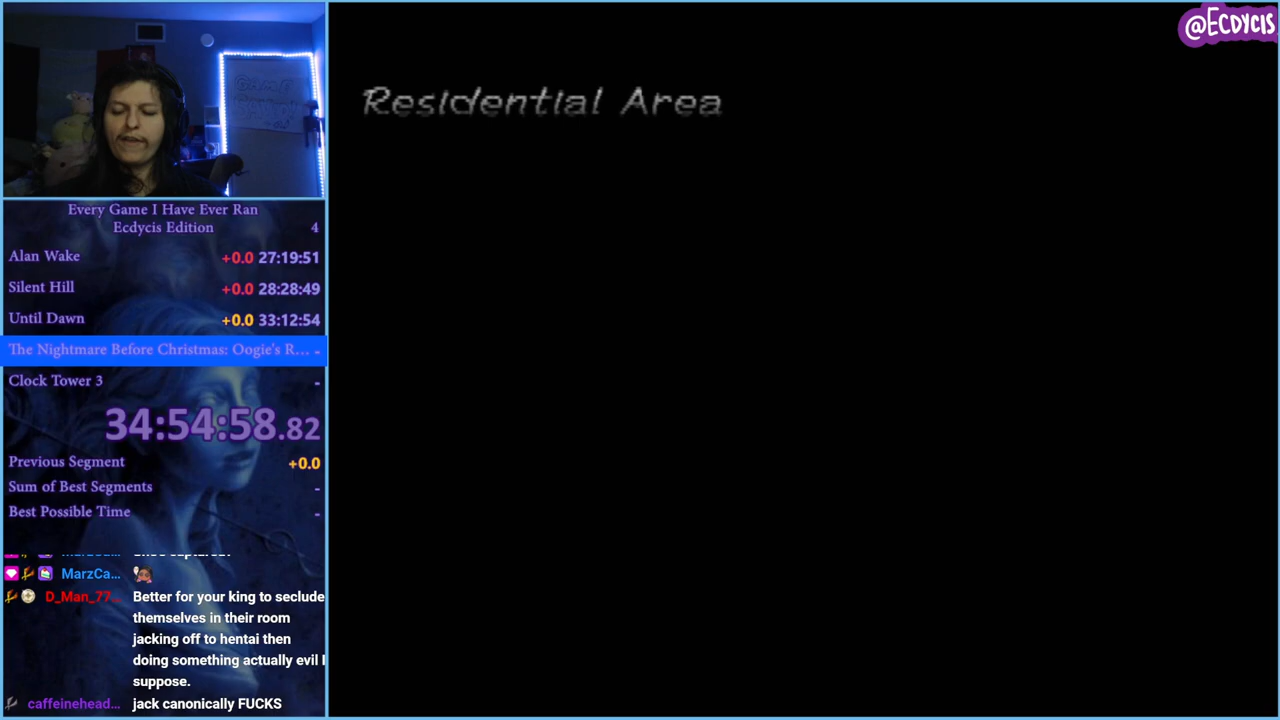 @ECDYCIS
Residential Area
GAME
Every Game I Have Ever Ran
Ecdycis Edition 4
Alan Wake +0.0 27:19:51
Silent Hill +0.0 28:28:49
Until Dawn +0.0 33:12:54
The Nightmare Before Christmas: Oogie's R... -
Clock Tower 3 -
34:54:58.82
Previous Segment +0.0
Sum of Best Segments -
Best Possible Time -
MarzCa...
D_Man_77... Better for your king to seclude
themselves in their room
jacking off to hentai then
doing something actually evil I
suppose.
caffeinehead... jack canonically FUCKS